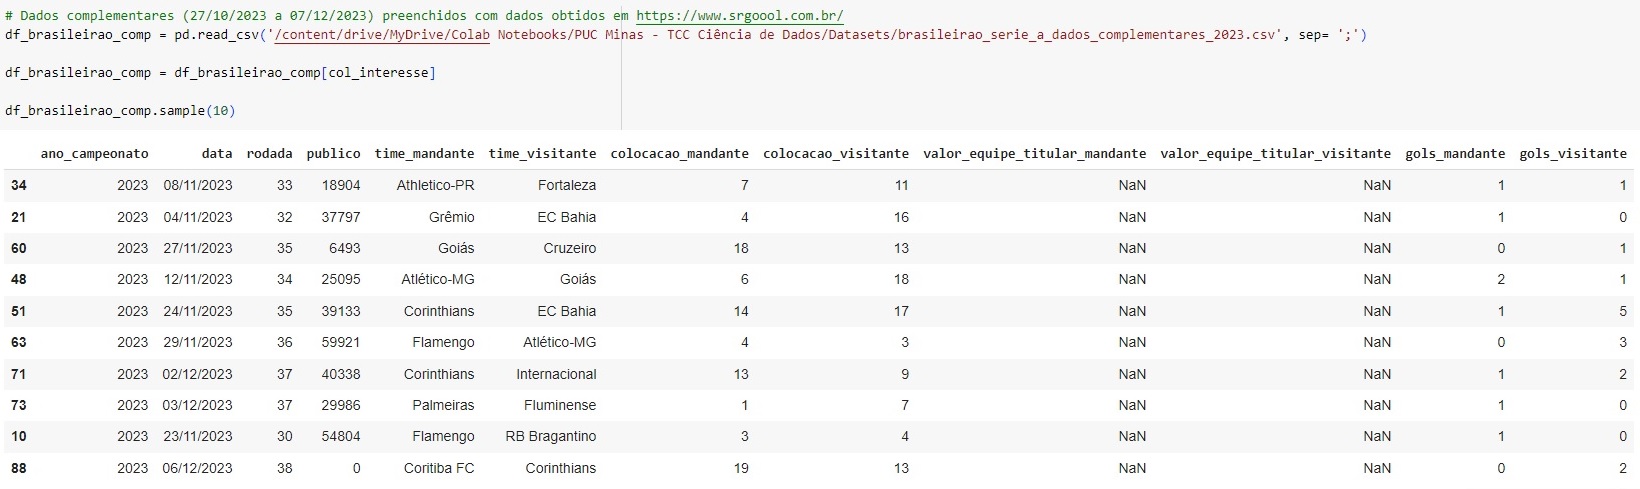 # Dados complementares (27/10/2023 a 07/12/2023) preenchidos com dados obtidos em https://www.srgoool.com.br/
df_brasileirao_comp = pd.read_csv('/content/drive/MyDrive/Colab Notebooks/PUC Minas - TCC Ciência de Dados/Datasets/brasileirao_serie_a_dados_complementares_2023.csv', sep= ';')
df_brasileirao_comp = df_brasileirao_comp[col_interesse]
df_brasileirao_comp.sample(10)
ano_campeonato data rodada publico time_mandante time_visitante colocacao_mandante colocacao_visitante valor_equipe_titular_mandante valor_equipe_titular_visitante gols_mandante gols_visitante
34 2023 08/11/2023 33 18904 Athletico-PR Fortaleza 7 11 NaN NaN 1 1
21 2023 04/11/2023 32 37797 Grêmio EC Bahia 4 16 NaN NaN 1 0
60 2023 27/11/2023 35 6493 Goiás Cruzeiro 18 13 NaN NaN 0 1
48 2023 12/11/2023 34 25095 Atlético-MG Goiás 6 18 NaN NaN 2 1
51 2023 24/11/2023 35 39133 Corinthians EC Bahia 14 17 NaN NaN 1 5
63 2023 29/11/2023 36 59921 Flamengo Atlético-MG 4 3 NaN NaN 0 3
71 2023 02/12/2023 37 40338 Corinthians Internacional 13 9 NaN NaN 1 2
73 2023 03/12/2023 37 29986 Palmeiras Fluminense 1 7 NaN NaN 1 0
10 2023 23/11/2023 30 54804 Flamengo RB Bragantino 3 4 NaN NaN 1 0
88 2023 06/12/2023 38 0 Coritiba FC Corinthians 19 13 NaN NaN 0 2